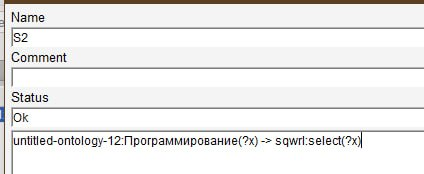 Name
S2
Comment
Status
Ok
untitled-ontology-12:Программирование(?x) -> sqwrl:select(?x)